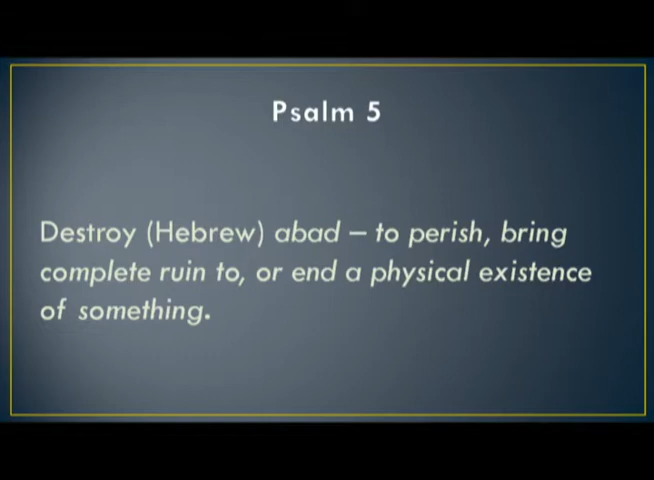 Psalm 5
Destroy (Hebrew) abad – to perish, bring
complete ruin to, or end a physical existence
of something.